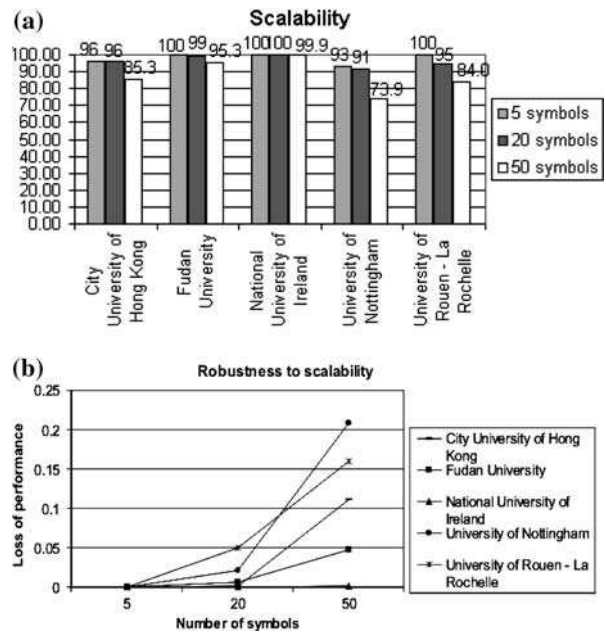 (a)
Scalability
96 96 85.3 100 99 95.3 100 100 99.9 93 91 73.9 100 95 84.0
100.00
90.00
80.00
70.00
60.00
50.00
40.00
30.00
20.00
10.00
0.00
City
University of
Hong Kong
Fudan
University
National
University of
Ireland
University of
Nottingham
University of
Rouen - La
Rochelle
5 symbols
20 symbols
50 symbols
(b)
Robustness to scalability
Loss of performance
0.25
0.2
0.15
0.1
0.05
0
5 20 50
Number of symbols
City University of Hong
Kong
Fudan University
National University of
Ireland
University of Nottingham
University of Rouen - La
Rochelle